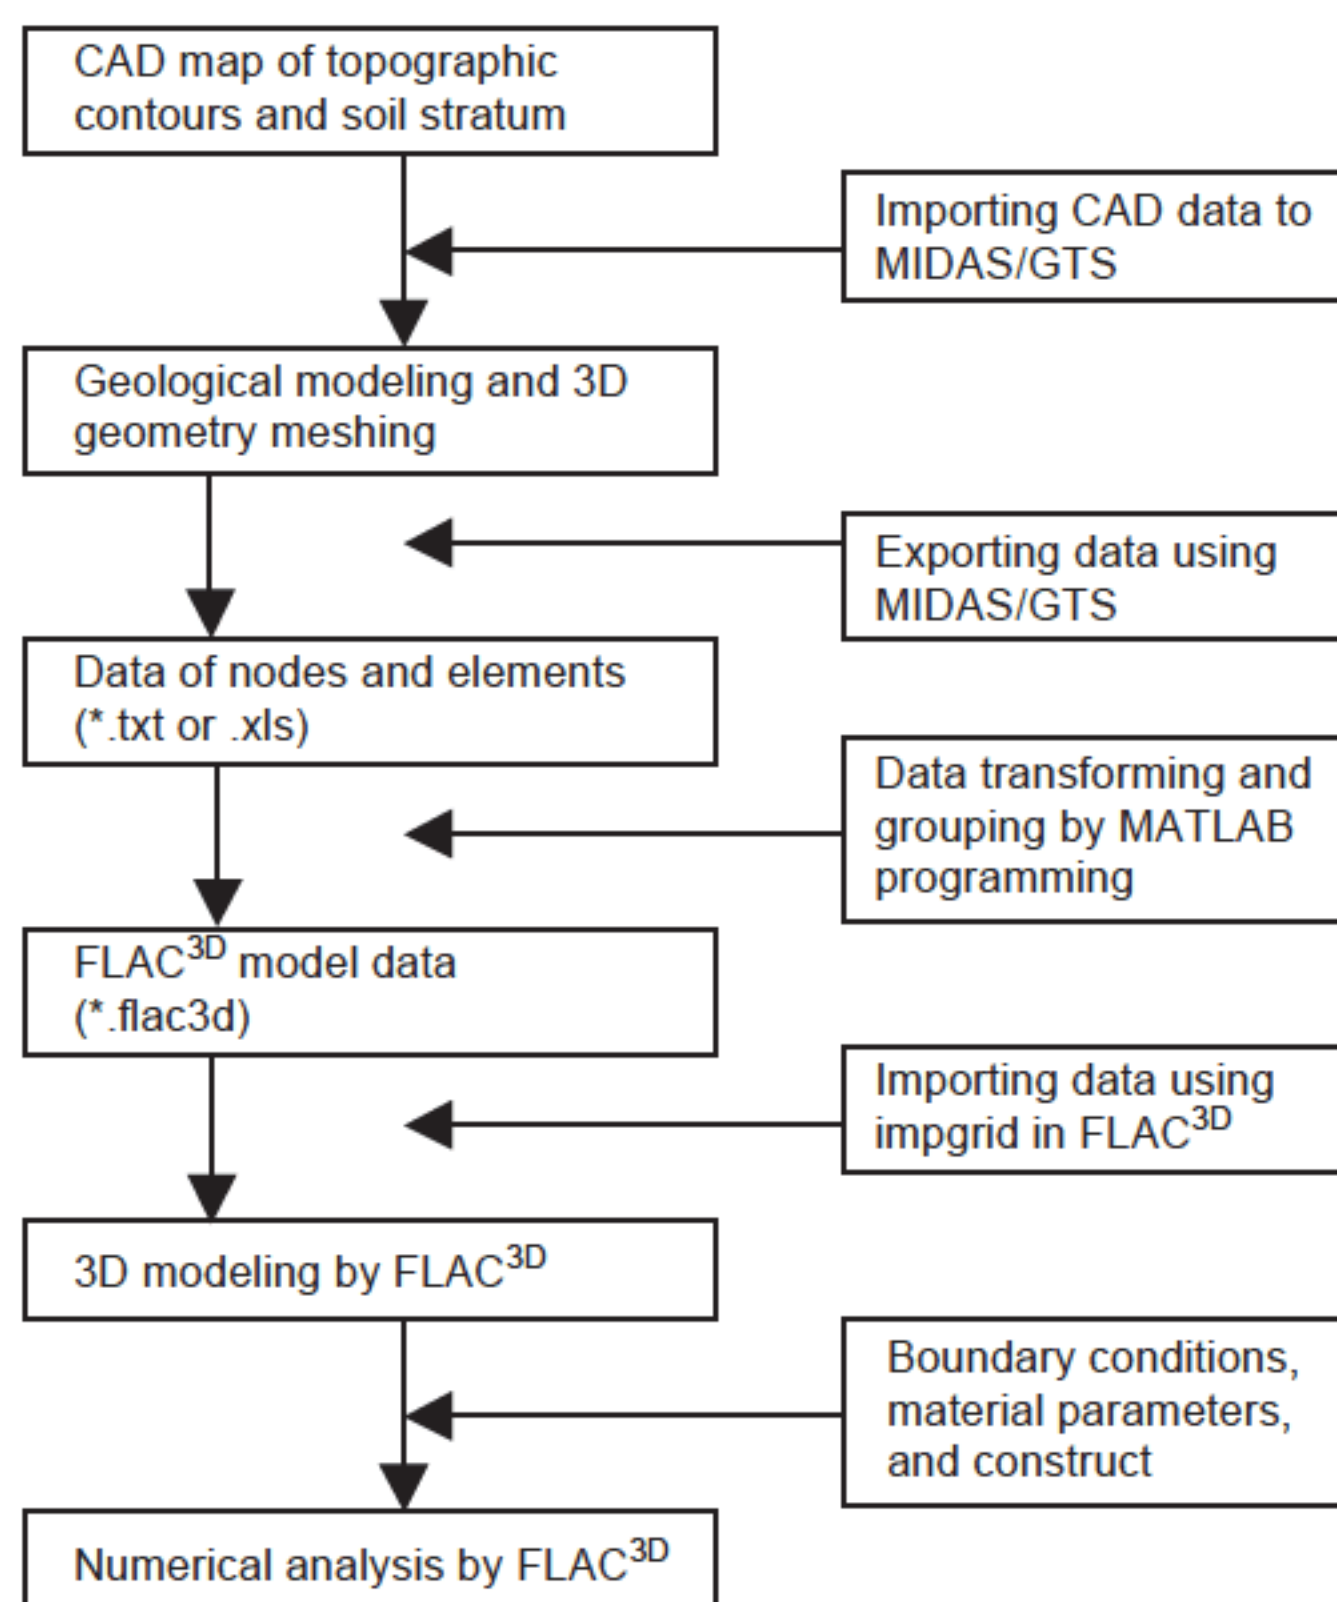 CAD map of topographic
contours and soil stratum
Importing CAD data to
MIDAS/GTS
Geological modeling and 3D
geometry meshing
Exporting data using
MIDAS/GTS
Data of nodes and elements
(*.txt or .xls)
Data transforming and
grouping by MATLAB
programming
FLAC3D model data
(*.flac3d)
Importing data using
impgrid in FLAC3D
3D modeling by FLAC3D
Boundary conditions,
material parameters,
and construct
Numerical analysis by FLAC3D